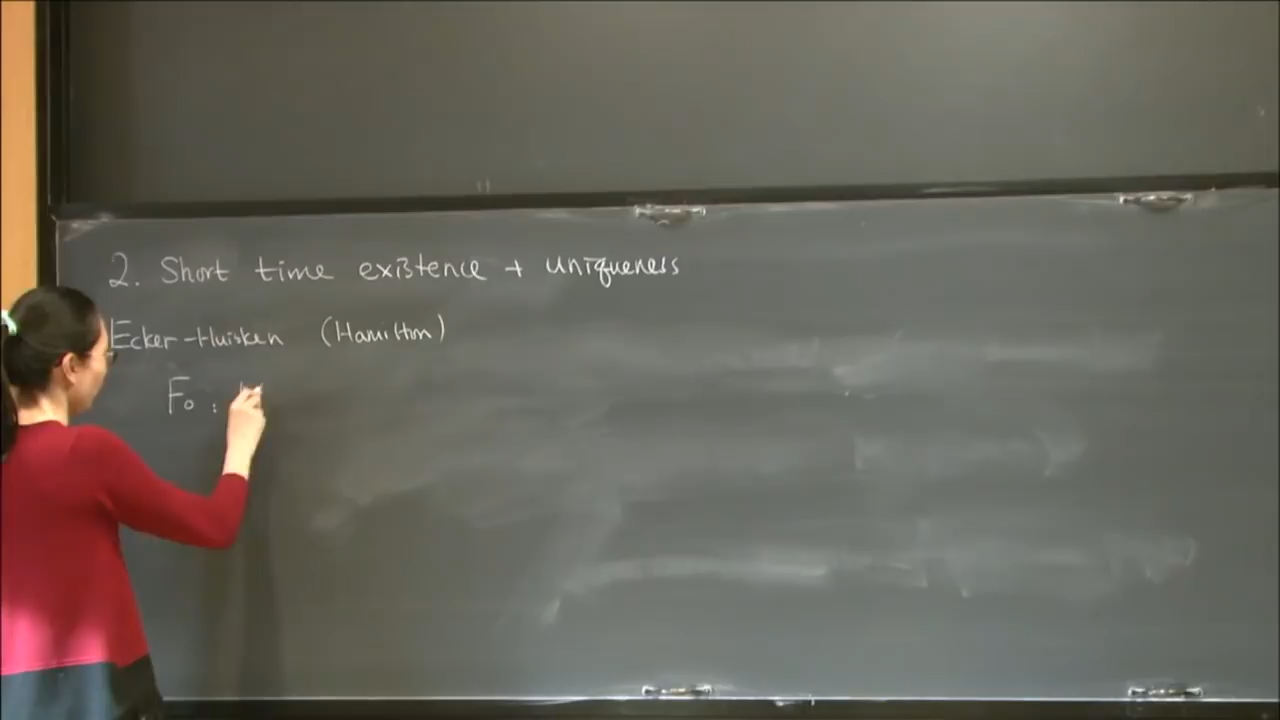 2. Short time existence + uniqueness
Ecker-Huisken (Hamilton)
F0 :